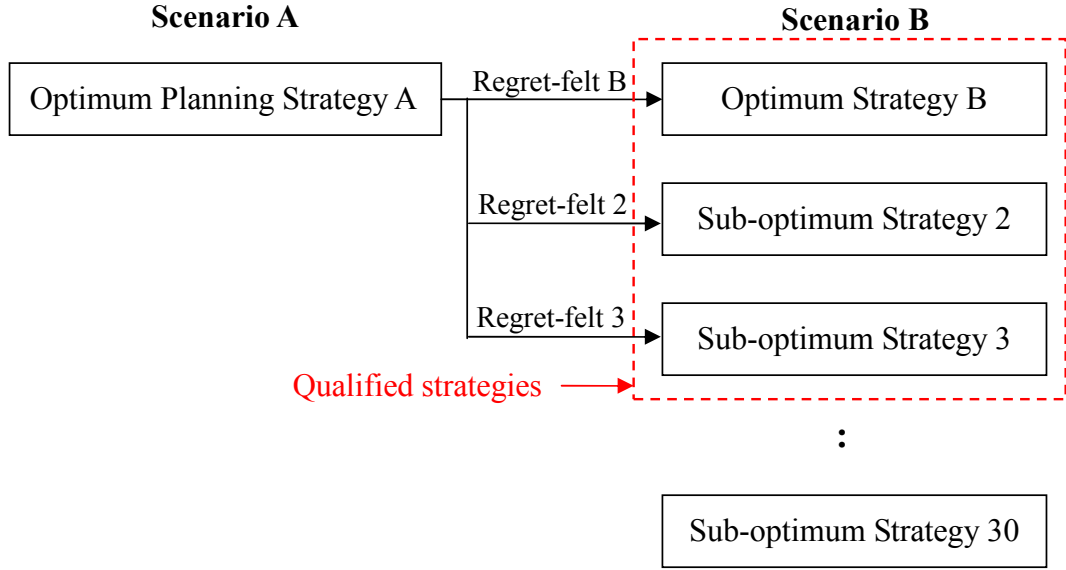 Scenario A
Scenario B
Optimum Planning Strategy A
Regret-felt B
Optimum Strategy B
Regret-felt 2
Sub-optimum Strategy 2
Regret-felt 3
Sub-optimum Strategy 3
Qualified strategies
:
Sub-optimum Strategy 30